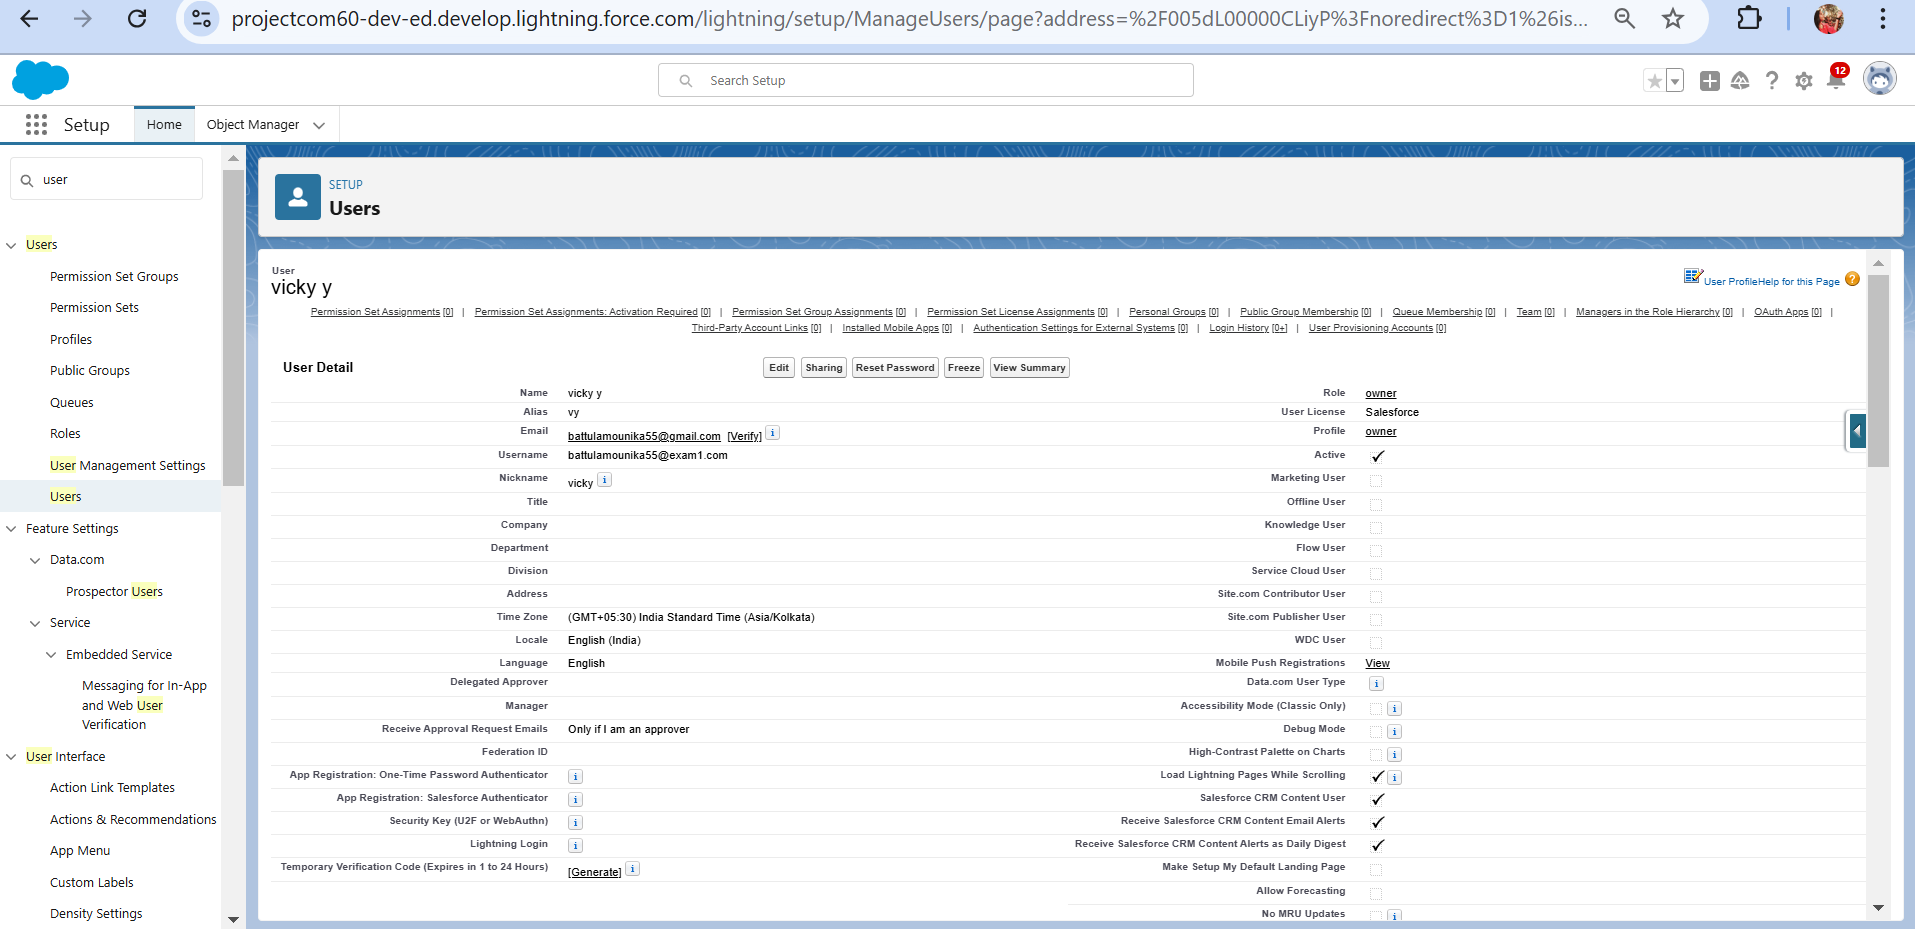 projectcom60-dev-ed.develop.lightning.force.com/lightning/setup/ManageUsers/page?address=%2F005dL00000CLiyP%3Fnoredirect%3D1%26is...
Search Setup
12
Setup
Home
Object Manager
user
Users
Permission Set Groups
Permission Sets
Profiles
Public Groups
Queues
Roles
User Management Settings
Users
Feature Settings
Data.com
Prospector Users
Service
Embedded Service
Messaging for In-App
and Web User
Verification
User Interface
Action Link Templates
Actions & Recommendations
App Menu
Custom Labels
Density Settings
SETUP
Users
User
vicky y
User Profile Help for this Page ?
Permission Set Assignments [0] | Permission Set Assignments: Activation Required [0] | Permission Set Group Assignments [0] | Permission Set License Assignments [0] | Personal Groups [0] | Public Group Membership [0] | Queue Membership [0] | Team [0] | Managers in the Role Hierarchy [0] | OAuth Apps [0] |
Third-Party Account Links [0] | Installed Mobile Apps [0] | Authentication Settings for External Systems [0] | Login History [0+] | User Provisioning Accounts [0]
User Detail
Edit Sharing Reset Password Freeze View Summary
Name vicky y Role owner
Alias vy User License Salesforce
Email battulamounika55@gmail.com [Verify] i Profile owner
Username battulamounika55@exam1.com Active
Nickname vicky i Marketing User
Title Offline User
Company Knowledge User
Department Flow User
Division Service Cloud User
Address Site.com Contributor User
Time Zone (GMT+05:30) India Standard Time (Asia/Kolkata) Site.com Publisher User
Locale English (India) WDC User
Language English Mobile Push Registrations View
Delegated Approver Data.com User Type i
Manager Accessibility Mode (Classic Only) i
Receive Approval Request Emails Only if I am an approver Debug Mode i
Federation ID High-Contrast Palette on Charts i
App Registration: One-Time Password Authenticator i Load Lightning Pages While Scrolling i
App Registration: Salesforce Authenticator i Salesforce CRM Content User
Security Key (U2F or WebAuthn) i Receive Salesforce CRM Content Email Alerts
Lightning Login i Receive Salesforce CRM Content Alerts as Daily Digest
Temporary Verification Code (Expires in 1 to 24 Hours) [Generate] i Make Setup My Default Landing Page
Allow Forecasting
No MRU Updates i